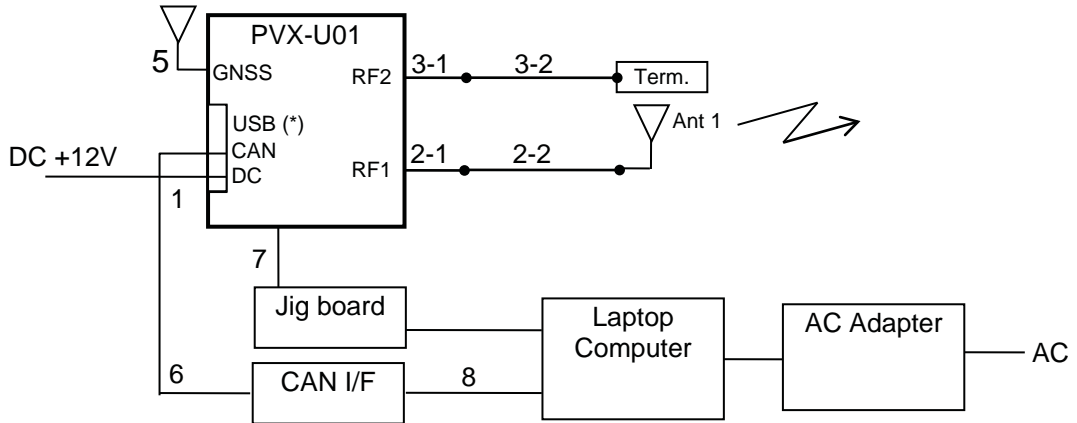 PVX-U01
5
GNSS
RF2
3-1
3-2
Term.
USB (*)
CAN
DC
DC +12V
1
RF1
2-1
2-2
Ant 1
7
Jig board
Laptop
Computer
AC Adapter
AC
6
CAN I/F
8